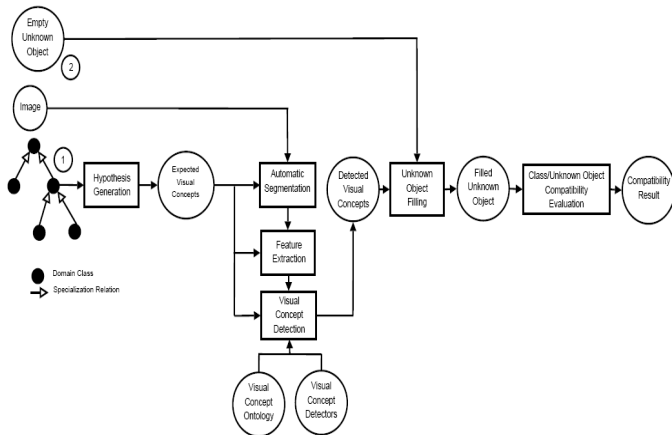 Empty
Unknown
Object
2
Image
1
Hypothesis
Generation
Expected
Visual
Concepts
Automatic
Segmentation
Detected
Visual
Concepts
Unknown
Object
Filling
Filled
Unknown
Object
Class/Unknown Object
Compatibility
Evaluation
Compatibility
Result
Feature
Extraction
Domain Class
Specialization Relation
Visual
Concept
Detection
Visual
Concept
Ontology
Visual
Concept
Detectors